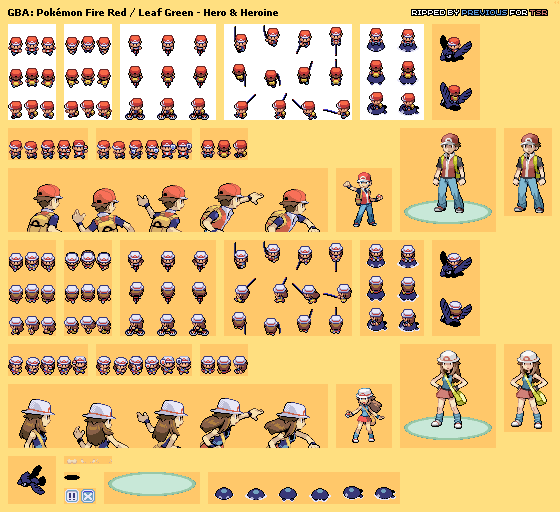 GBA: Pokémon Fire Red / Leaf Green - Hero & Heroine
RIPPED BY PREVIOUS FOR TSR
!!